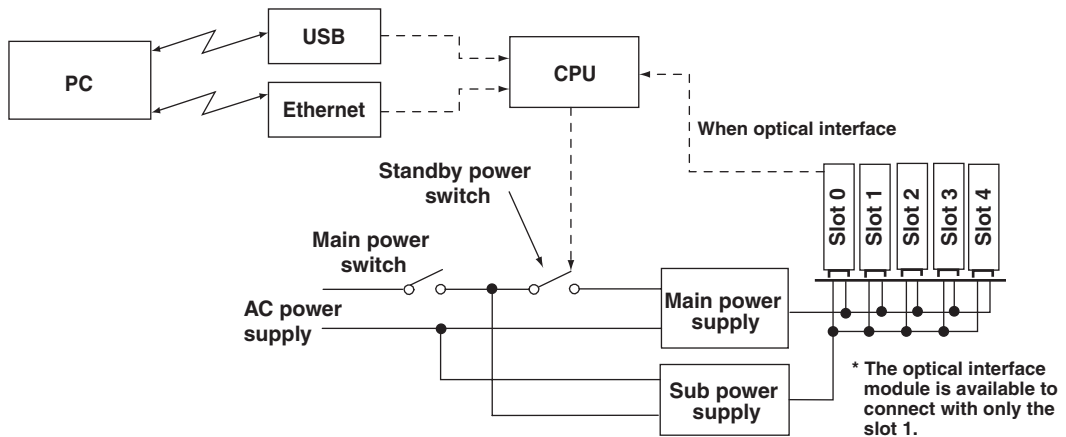 USB
PC
CPU
Ethernet
When optical interface
Standby power
switch
Slot 0
Slot 1
Slot 2
Slot 3
Slot 4
Main power
switch
AC power
supply
Main power
supply
Sub power
supply
* The optical interface
module is available to
connect with only the
slot 1.